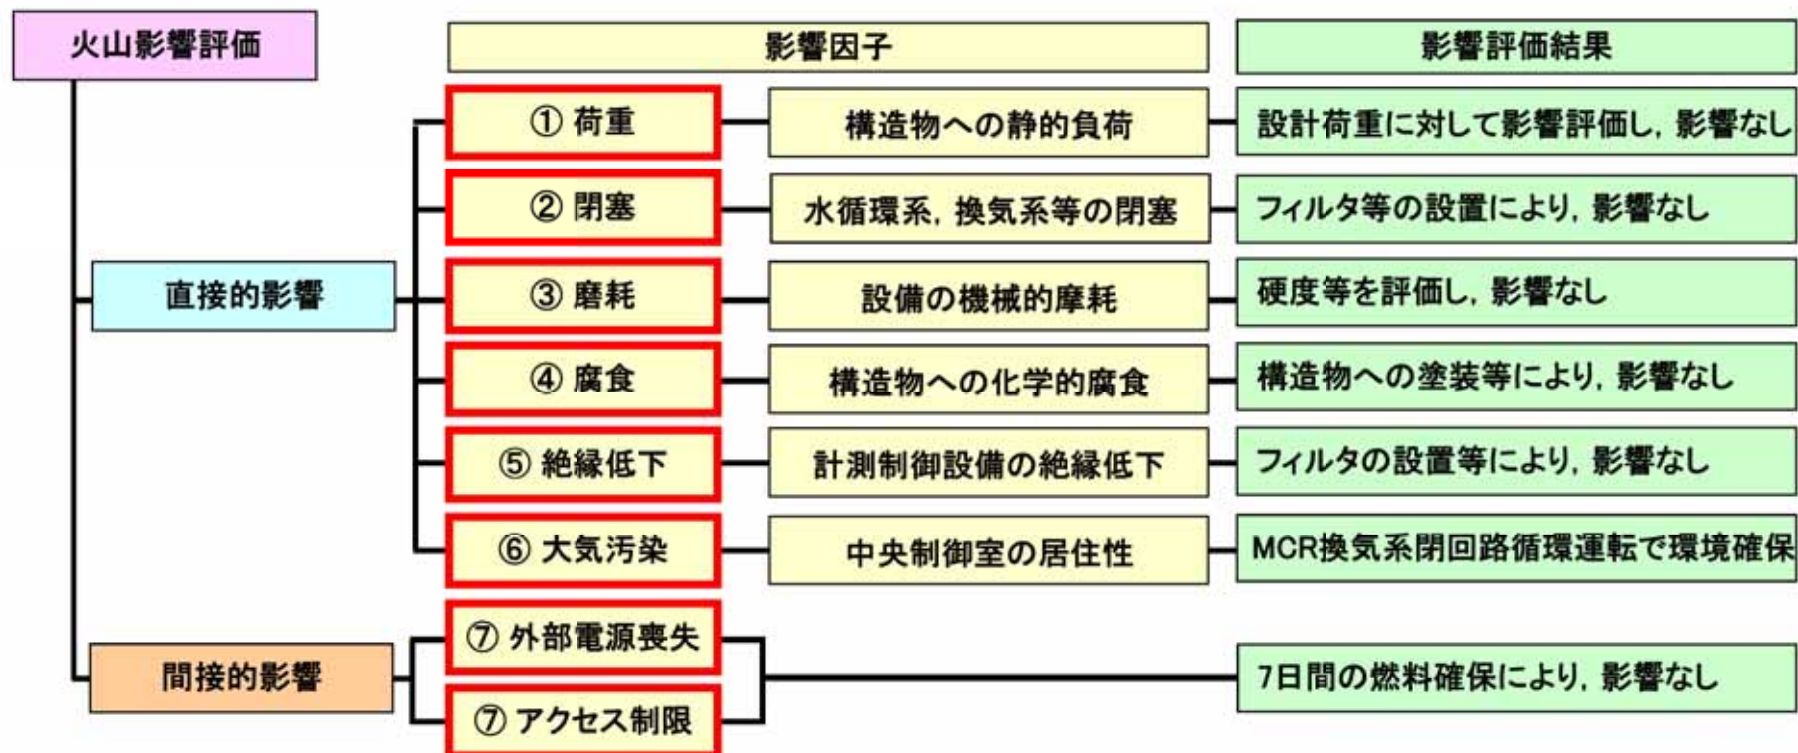 火山影響評価
影響因子
影響評価結果
① 荷重
構造物への静的負荷
設計荷重に対して影響評価し，影響なし
② 閉塞
水循環系，換気系等の閉塞
フィルタ等の設置により，影響なし
直接的影響
③ 磨耗
設備の機械的摩耗
硬度等を評価し，影響なし
④ 腐食
構造物への化学的腐食
構造物への塗装等により，影響なし
⑤ 絶縁低下
計測制御設備の絶縁低下
フィルタの設置等により，影響なし
⑥ 大気汚染
中央制御室の居住性
MCR換気系閉回路循環運転で環境確保
間接的影響
⑦ 外部電源喪失
⑦ アクセス制限
7日間の燃料確保により，影響なし